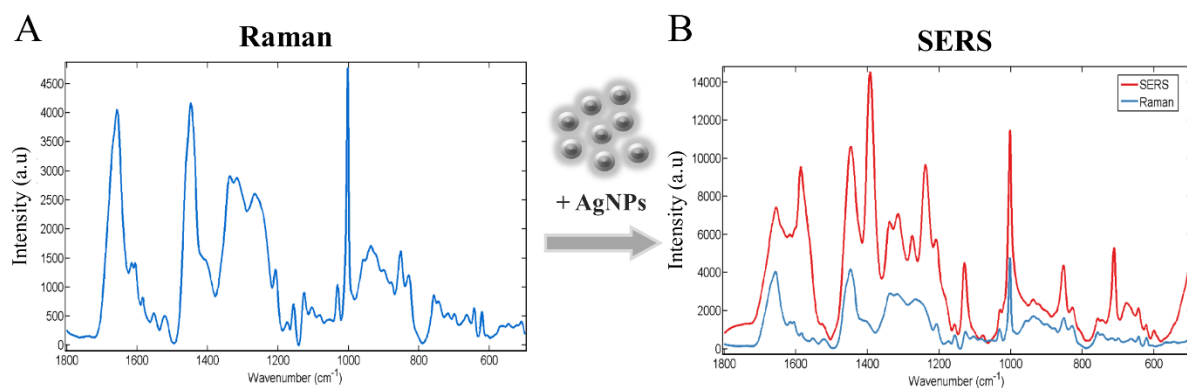 A
Raman
Intensity (a.u)
4500
4000
3500
3000
2500
2000
1500
1000
500
0
1800
1600
1400
1200
1000
800
600
Wavenumber (cm⁻¹)
+ AgNPs
B
SERS
SERS
Raman
Intensity (a.u)
14000
12000
10000
8000
6000
4000
2000
0
1800
1600
1400
1200
1000
800
600
Wavenumber (cm⁻¹)